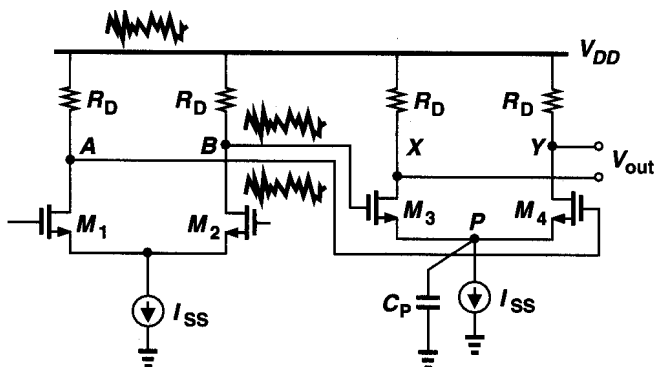 V_DD
R_D
R_D
R_D
R_D
A
B
X
Y
V_out
M_1
M_2
M_3
P
M_4
I_SS
C_P
I_SS